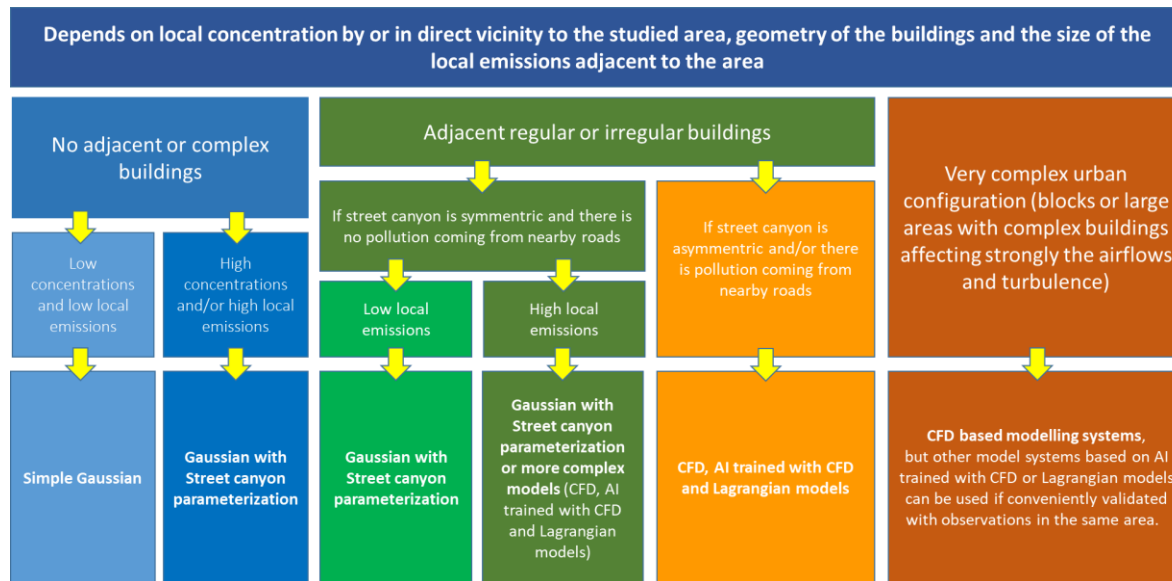 Depends on local concentration by or in direct vicinity to the studied area, geometry of the buildings and the size of the
local emissions adjacent to the area
No adjacent or complex
buildings
Adjacent regular or irregular buildings
Very complex urban
configuration (blocks or large
areas with complex buildings
affecting strongly the airflows
and turbulence)
If street canyon is symmetric and there is
no pollution coming from nearby roads
If street canyon is
asymmetric and/or there
is pollution coming from
nearby roads
Low
concentrations
and low local
emissions
High
concentrations
and/or high local
emissions
Low local
emissions
High local
emissions
Simple Gaussian
Gaussian with
Street canyon
parameterization
Gaussian with
Street canyon
parameterization
Gaussian with
Street canyon
parameterization
or more complex
models (CFD, AI
trained with CFD
and Lagrangian
models)
CFD, AI trained with CFD
and Lagrangian models
CFD based modelling systems,
but other model systems based on AI
trained with CFD or Lagrangian models
can be used if conveniently validated
with observations in the same area.